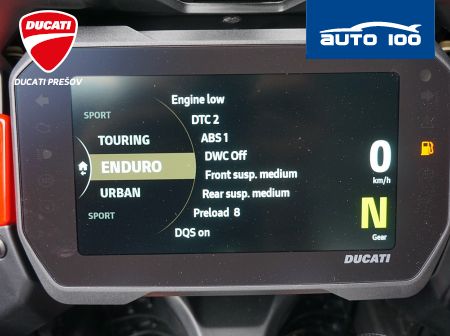 DUCATI
DUCATI PREŠOV
AUTO 100
SPORT
TOURING
ENDURO
URBAN
SPORT
Engine low
DTC 2
ABS 1
DWC Off
Front susp. medium
Rear susp. medium
Preload 8
DQS on
0
km/h
N
Gear
DUCATI